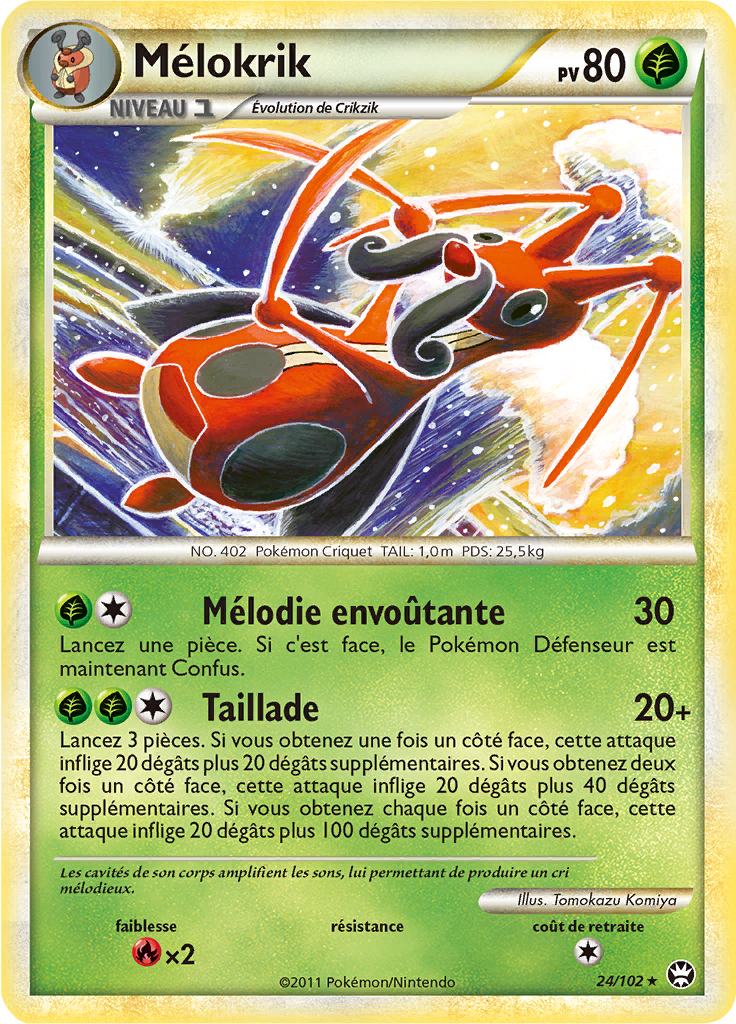 Mélokrik
PV 80
NIVEAU 1
Évolution de Crikzik
NO. 402 Pokémon Criquet TAIL: 1,0m PDS: 25,5kg
Mélodie envoûtante 30
Lancez une pièce. Si c'est face, le Pokémon Défenseur est
maintenant Confus.
Taillade 20+
Lancez 3 pièces. Si vous obtenez une fois un côté face, cette attaque
inflige 20 dégâts plus 20 dégâts supplémentaires. Si vous obtenez deux
fois un côté face, cette attaque inflige 20 dégâts plus 40 dégâts
supplémentaires. Si vous obtenez chaque fois un côté face, cette
attaque inflige 20 dégâts plus 100 dégâts supplémentaires.
Les cavités de son corps amplifient les sons, lui permettant de produire un cri
mélodieux.
Illus. Tomokazu Komiya
faiblesse résistance coût de retraite
×2
©2011 Pokémon/Nintendo
24/102 ★